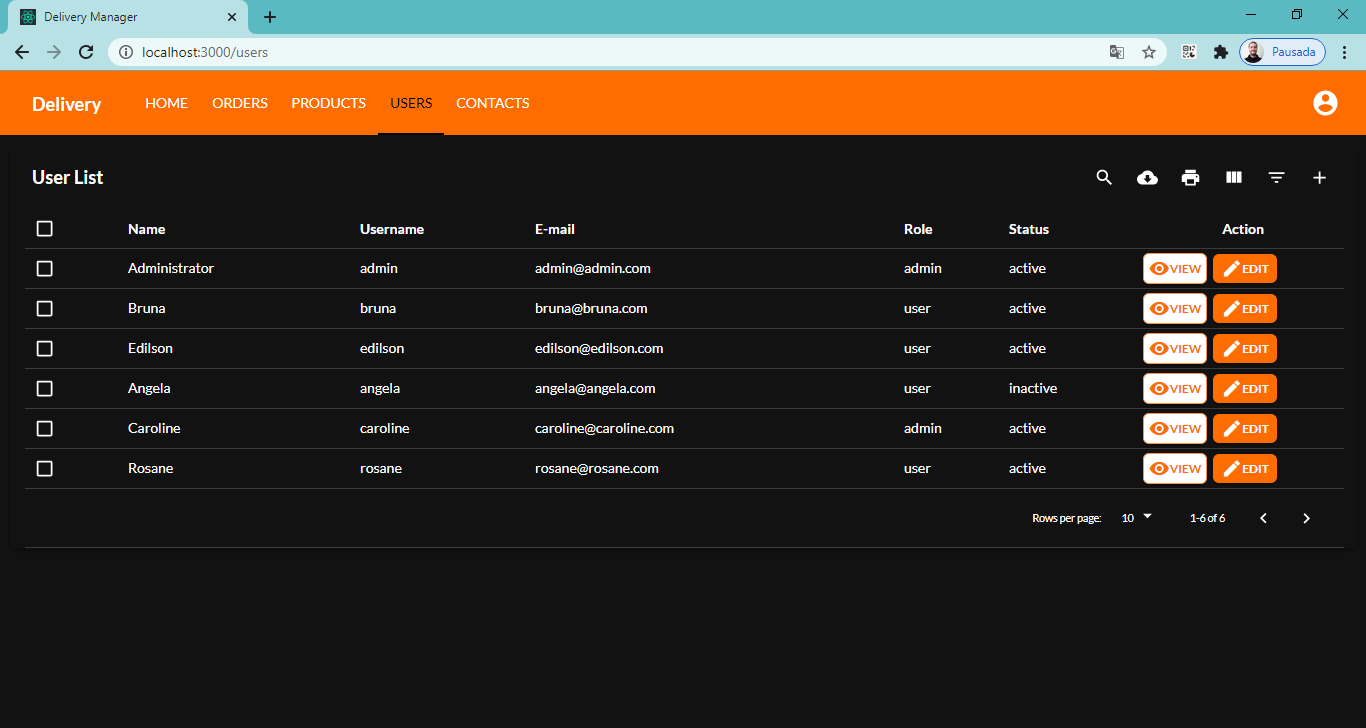 Delivery Manager
localhost:3000/users
Pausada
Delivery HOME ORDERS PRODUCTS USERS CONTACTS
User List
Name Username E-mail Role Status Action
Administrator admin admin@admin.com admin active VIEW EDIT
Bruna bruna bruna@bruna.com user active VIEW EDIT
Edilson edilson edilson@edilson.com user active VIEW EDIT
Angela angela angela@angela.com user inactive VIEW EDIT
Caroline caroline caroline@caroline.com admin active VIEW EDIT
Rosane rosane rosane@rosane.com user active VIEW EDIT
Rows per page: 10 1-6 of 6